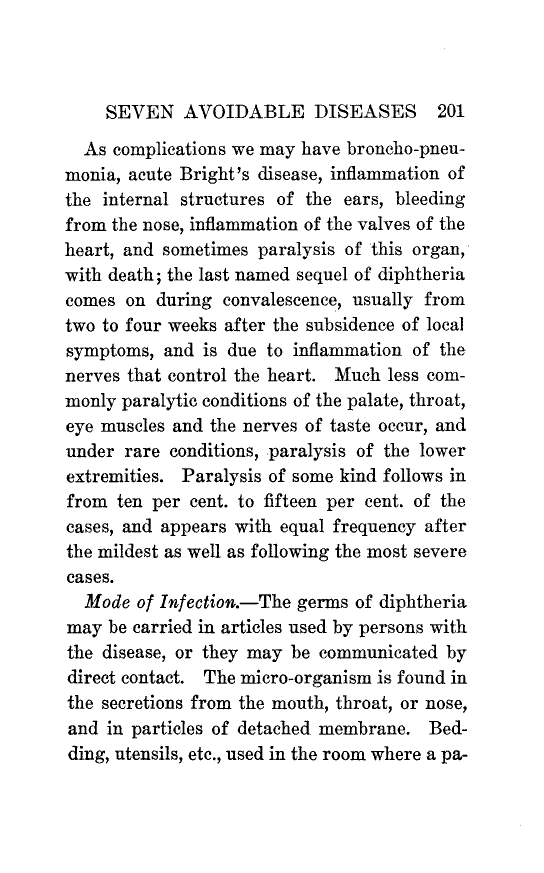 SEVEN AVOIDABLE DISEASES 201
As complications we may have broncho-pneu-
monia, acute Bright's disease, inflammation of
the internal structures of the ears, bleeding
from the nose, inflammation of the valves of the
heart, and sometimes paralysis of this organ,
with death; the last named sequel of diphtheria
comes on during convalescence, usually from
two to four weeks after the subsidence of local
symptoms, and is due to inflammation of the
nerves that control the heart. Much less com-
monly paralytic conditions of the palate, throat,
eye muscles and the nerves of taste occur, and
under rare conditions, paralysis of the lower
extremities. Paralysis of some kind follows in
from ten per cent. to fifteen per cent. of the
cases, and appears with equal frequency after
the mildest as well as following the most severe
cases.
Mode of Infection.—The germs of diphtheria
may be carried in articles used by persons with
the disease, or they may be communicated by
direct contact. The micro-organism is found in
the secretions from the mouth, throat, or nose,
and in particles of detached membrane. Bed-
ding, utensils, etc., used in the room where a pa-